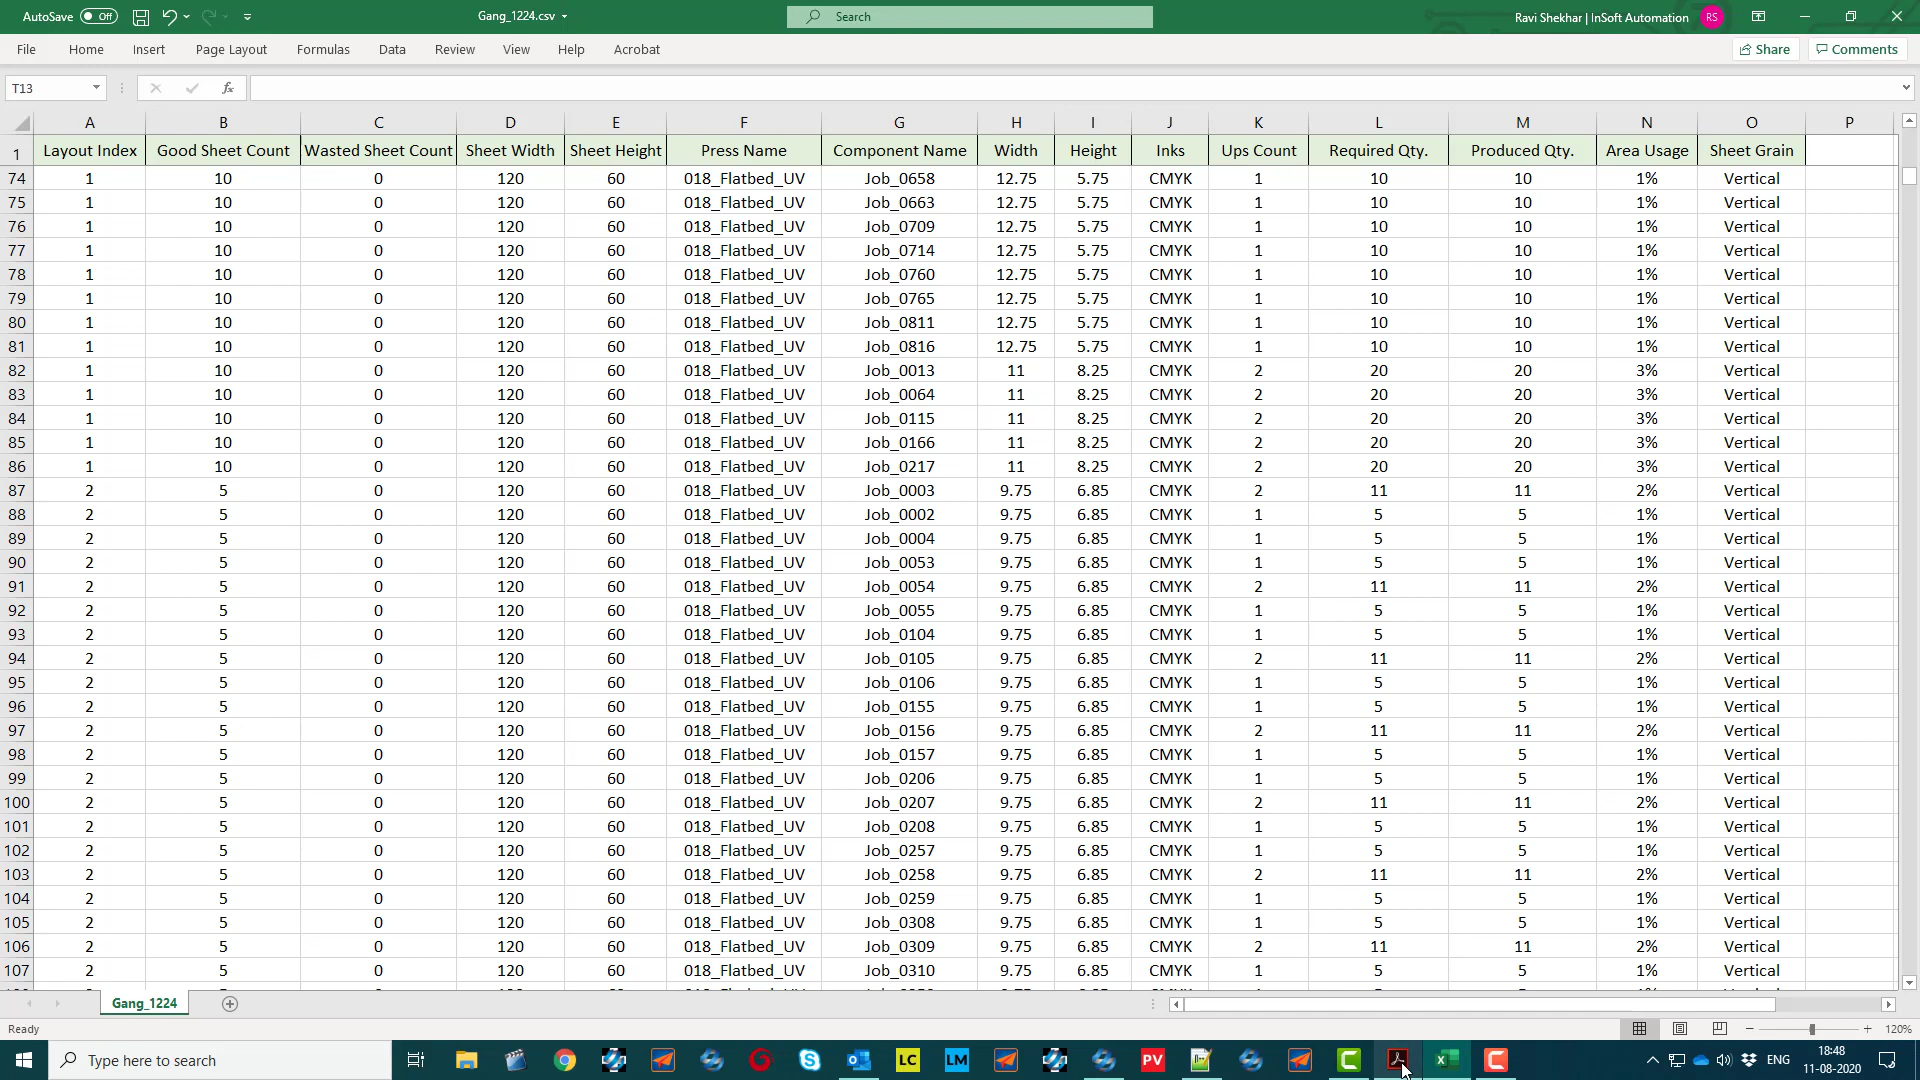 AutoSave Off Gang_1224.csv Search Ravi Shekhar | InSoft Automation RS
File Home Insert Page Layout Formulas Data Review View Help Acrobat Share Comments
T13 fx
A B C D E F G H I J K L M N O P
1 Layout Index Good Sheet Count Wasted Sheet Count Sheet Width Sheet Height Press Name Component Name Width Height Inks Ups Count Required Qty. Produced Qty. Area Usage Sheet Grain
74 1 10 0 120 60 018_Flatbed_UV Job_0658 12.75 5.75 CMYK 1 10 10 1% Vertical
75 1 10 0 120 60 018_Flatbed_UV Job_0663 12.75 5.75 CMYK 1 10 10 1% Vertical
76 1 10 0 120 60 018_Flatbed_UV Job_0709 12.75 5.75 CMYK 1 10 10 1% Vertical
77 1 10 0 120 60 018_Flatbed_UV Job_0714 12.75 5.75 CMYK 1 10 10 1% Vertical
78 1 10 0 120 60 018_Flatbed_UV Job_0760 12.75 5.75 CMYK 1 10 10 1% Vertical
79 1 10 0 120 60 018_Flatbed_UV Job_0765 12.75 5.75 CMYK 1 10 10 1% Vertical
80 1 10 0 120 60 018_Flatbed_UV Job_0811 12.75 5.75 CMYK 1 10 10 1% Vertical
81 1 10 0 120 60 018_Flatbed_UV Job_0816 12.75 5.75 CMYK 1 10 10 1% Vertical
82 1 10 0 120 60 018_Flatbed_UV Job_0013 11 8.25 CMYK 2 20 20 3% Vertical
83 1 10 0 120 60 018_Flatbed_UV Job_0064 11 8.25 CMYK 2 20 20 3% Vertical
84 1 10 0 120 60 018_Flatbed_UV Job_0115 11 8.25 CMYK 2 20 20 3% Vertical
85 1 10 0 120 60 018_Flatbed_UV Job_0166 11 8.25 CMYK 2 20 20 3% Vertical
86 1 10 0 120 60 018_Flatbed_UV Job_0217 11 8.25 CMYK 2 20 20 3% Vertical
87 2 5 0 120 60 018_Flatbed_UV Job_0003 9.75 6.85 CMYK 2 11 11 2% Vertical
88 2 5 0 120 60 018_Flatbed_UV Job_0002 9.75 6.85 CMYK 1 5 5 1% Vertical
89 2 5 0 120 60 018_Flatbed_UV Job_0004 9.75 6.85 CMYK 1 5 5 1% Vertical
90 2 5 0 120 60 018_Flatbed_UV Job_0053 9.75 6.85 CMYK 1 5 5 1% Vertical
91 2 5 0 120 60 018_Flatbed_UV Job_0054 9.75 6.85 CMYK 2 11 11 2% Vertical
92 2 5 0 120 60 018_Flatbed_UV Job_0055 9.75 6.85 CMYK 1 5 5 1% Vertical
93 2 5 0 120 60 018_Flatbed_UV Job_0104 9.75 6.85 CMYK 1 5 5 1% Vertical
94 2 5 0 120 60 018_Flatbed_UV Job_0105 9.75 6.85 CMYK 2 11 11 2% Vertical
95 2 5 0 120 60 018_Flatbed_UV Job_0106 9.75 6.85 CMYK 1 5 5 1% Vertical
96 2 5 0 120 60 018_Flatbed_UV Job_0155 9.75 6.85 CMYK 1 5 5 1% Vertical
97 2 5 0 120 60 018_Flatbed_UV Job_0156 9.75 6.85 CMYK 2 11 11 2% Vertical
98 2 5 0 120 60 018_Flatbed_UV Job_0157 9.75 6.85 CMYK 1 5 5 1% Vertical
99 2 5 0 120 60 018_Flatbed_UV Job_0206 9.75 6.85 CMYK 1 5 5 1% Vertical
100 2 5 0 120 60 018_Flatbed_UV Job_0207 9.75 6.85 CMYK 2 11 11 2% Vertical
101 2 5 0 120 60 018_Flatbed_UV Job_0208 9.75 6.85 CMYK 1 5 5 1% Vertical
102 2 5 0 120 60 018_Flatbed_UV Job_0257 9.75 6.85 CMYK 1 5 5 1% Vertical
103 2 5 0 120 60 018_Flatbed_UV Job_0258 9.75 6.85 CMYK 2 11 11 2% Vertical
104 2 5 0 120 60 018_Flatbed_UV Job_0259 9.75 6.85 CMYK 1 5 5 1% Vertical
105 2 5 0 120 60 018_Flatbed_UV Job_0308 9.75 6.85 CMYK 1 5 5 1% Vertical
106 2 5 0 120 60 018_Flatbed_UV Job_0309 9.75 6.85 CMYK 2 11 11 2% Vertical
107 2 5 0 120 60 018_Flatbed_UV Job_0310 9.75 6.85 CMYK 1 5 5 1% Vertical
Gang_1224
Ready 120%
Type here to search LC LM PV ENG 18:48
11-08-2020